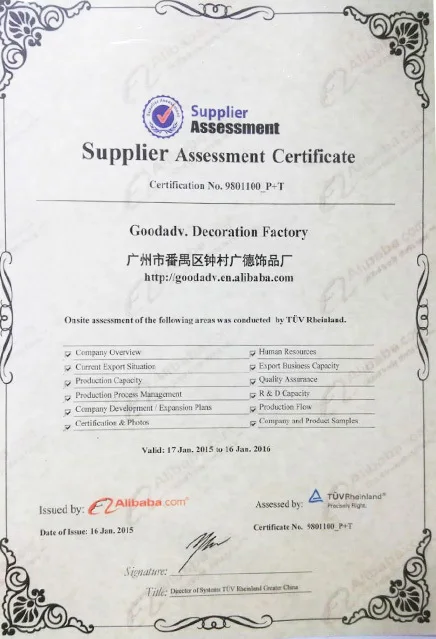 Supplier
Assessment
Supplier Assessment Certificate
Certification No. 9801100_P+T
Goodadv. Decoration Factory
广州市番禺区钟村广德饰品厂
http://goodadv.en.alibaba.com
Onsite assessment of the following areas was conducted by TÜV Rheinland.
Company Overview
Human Resources
Current Export Situation
Export Business Capacity
Production Capacity
Quality Assurance
Production Process Management
R & D Capacity
Company Development / Expansion Plans
Production Flow
Certification & Photos
Company and Product Samples
Valid: 17 Jan. 2015 to 16 Jan. 2016
Issued by: Alibaba.com®
Assessed by: TÜVRheinland®
Precisely Right.
Date of Issue: 16 Jan. 2015
Certificate No. 9801100_P+T
Signature:
Title: Director of Systems TÜV Rheinland Greater China